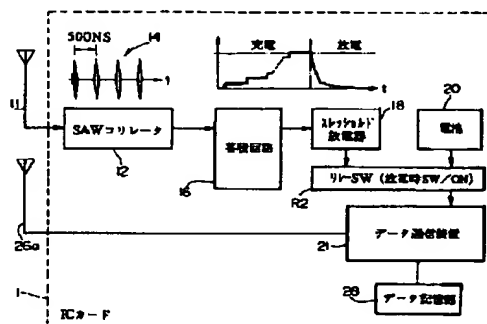 500NS
14
t
充電
放電
t
11
SAWコリレータ
12
蓄積回路
16
スレッショルド
放電器
18
20
電池
リレーSW (放電時SW/ON)
R2
データ通信装置
21
26a
データ記憶部
28
1
ICカード